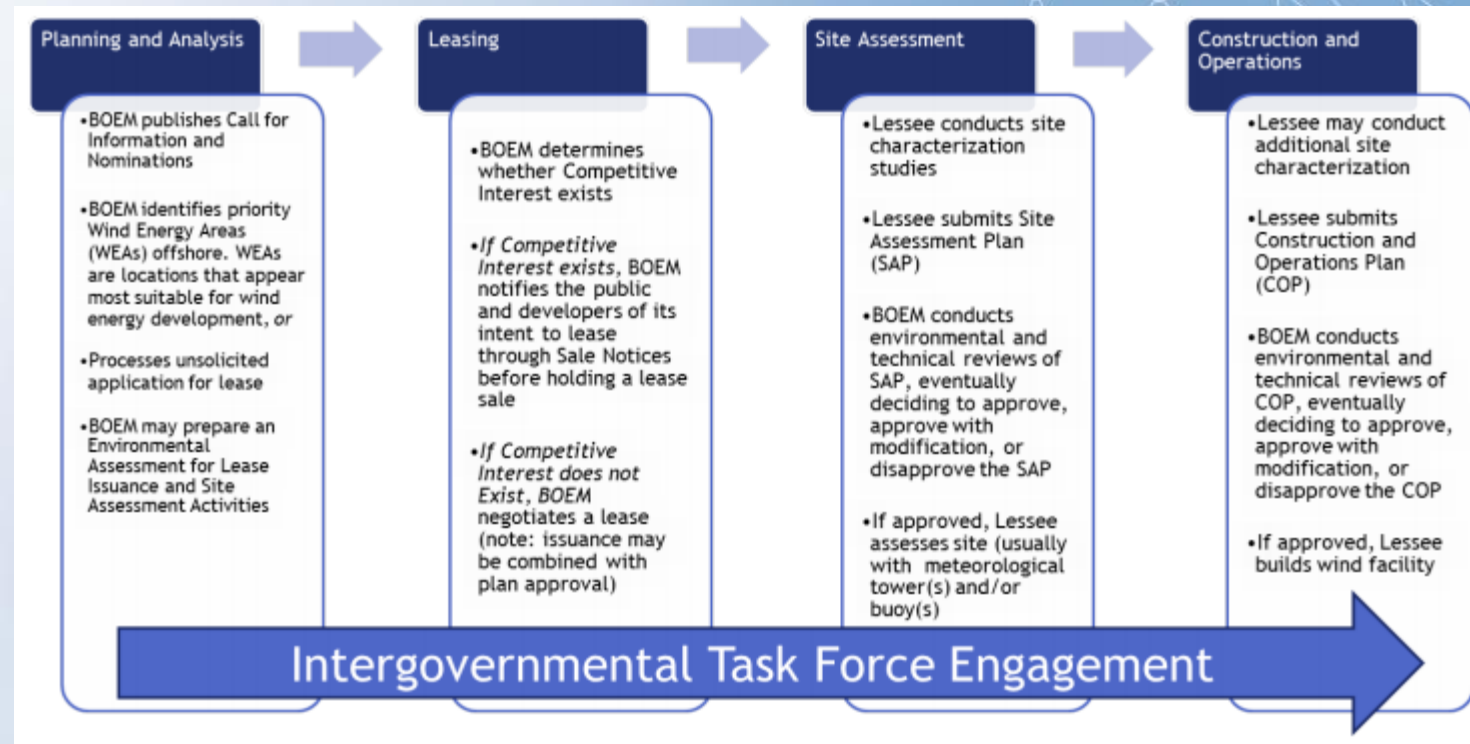 Planning and Analysis
•BOEM publishes Call for
Information and
Nominations
•BOEM identifies priority
Wind Energy Areas
(WEAs) offshore. WEAs
are locations that appear
most suitable for wind
energy development, or
•Processes unsolicited
application for lease
•BOEM may prepare an
Environmental
Assessment for Lease
Issuance and Site
Assessment Activities
Leasing
•BOEM determines
whether Competitive
Interest exists
•If Competitive
Interest exists, BOEM
notifies the public
and developers of its
intent to lease
through Sale Notices
before holding a lease
sale
•If Competitive
Interest does not
Exist, BOEM
negotiates a lease
(note: issuance may
be combined with
plan approval)
Site Assessment
•Lessee conducts site
characterization
studies
•Lessee submits Site
Assessment Plan
(SAP)
•BOEM conducts
environmental and
technical reviews of
SAP, eventually
deciding to approve,
approve with
modification, or
disapprove the SAP
•If approved, Lessee
assesses site (usually
with meteorological
tower(s) and/or
buoy(s)
Construction and
Operations
•Lessee may conduct
additional site
characterization
•Lessee submits
Construction and
Operations Plan
(COP)
•BOEM conducts
environmental and
technical reviews of
COP, eventually
deciding to approve,
approve with
modification, or
disapprove the COP
•If approved, Lessee
builds wind facility
Intergovernmental Task Force Engagement